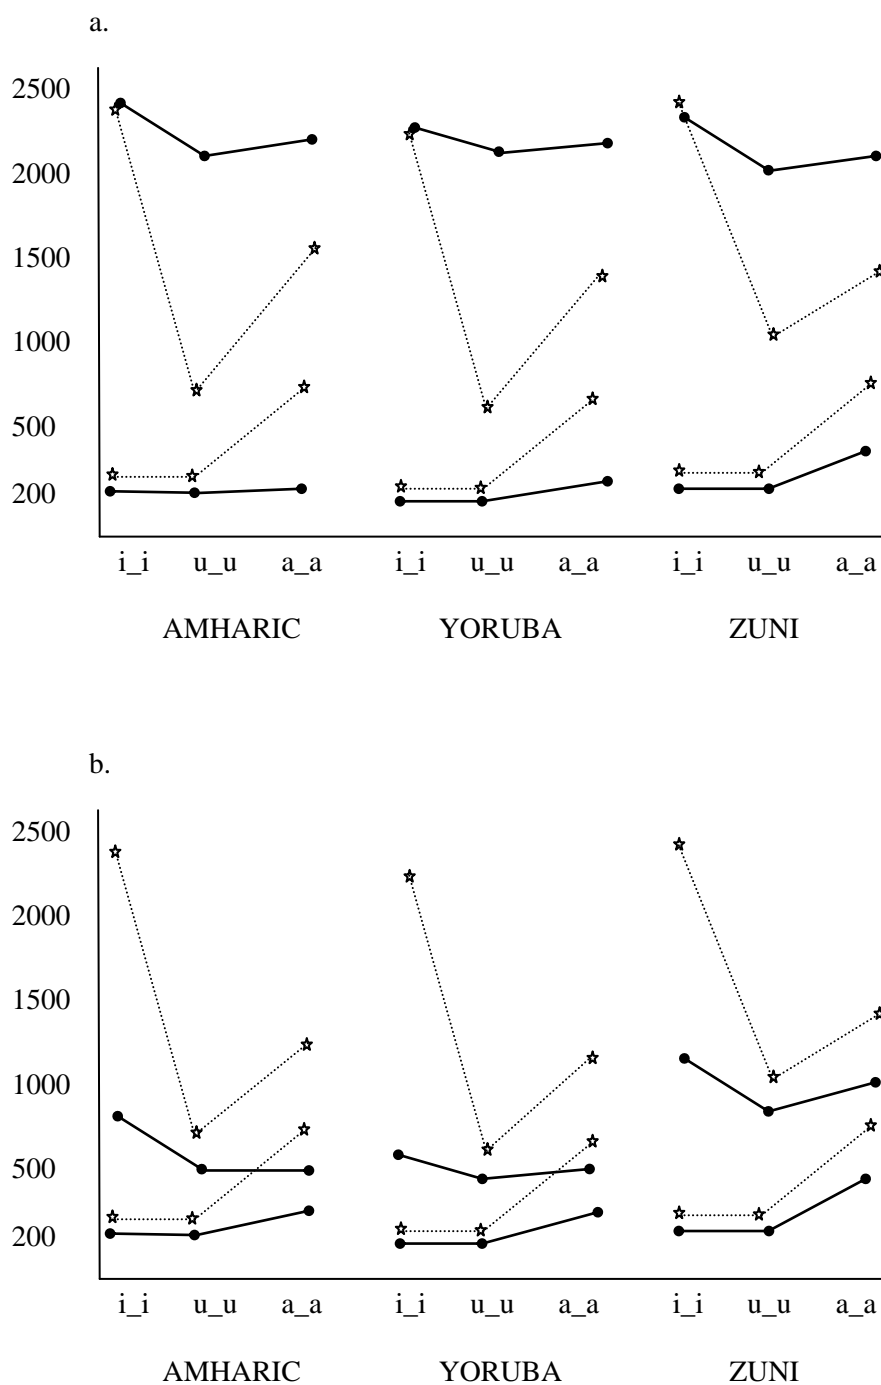 a.
2500
2000
1500
1000
500
200
i_i u_u a_a i_i u_u a_a i_i u_u a_a
AMHARIC YORUBA ZUNI
b.
2500
2000
1500
1000
500
200
i_i u_u a_a i_i u_u a_a i_i u_u a_a
AMHARIC YORUBA ZUNI